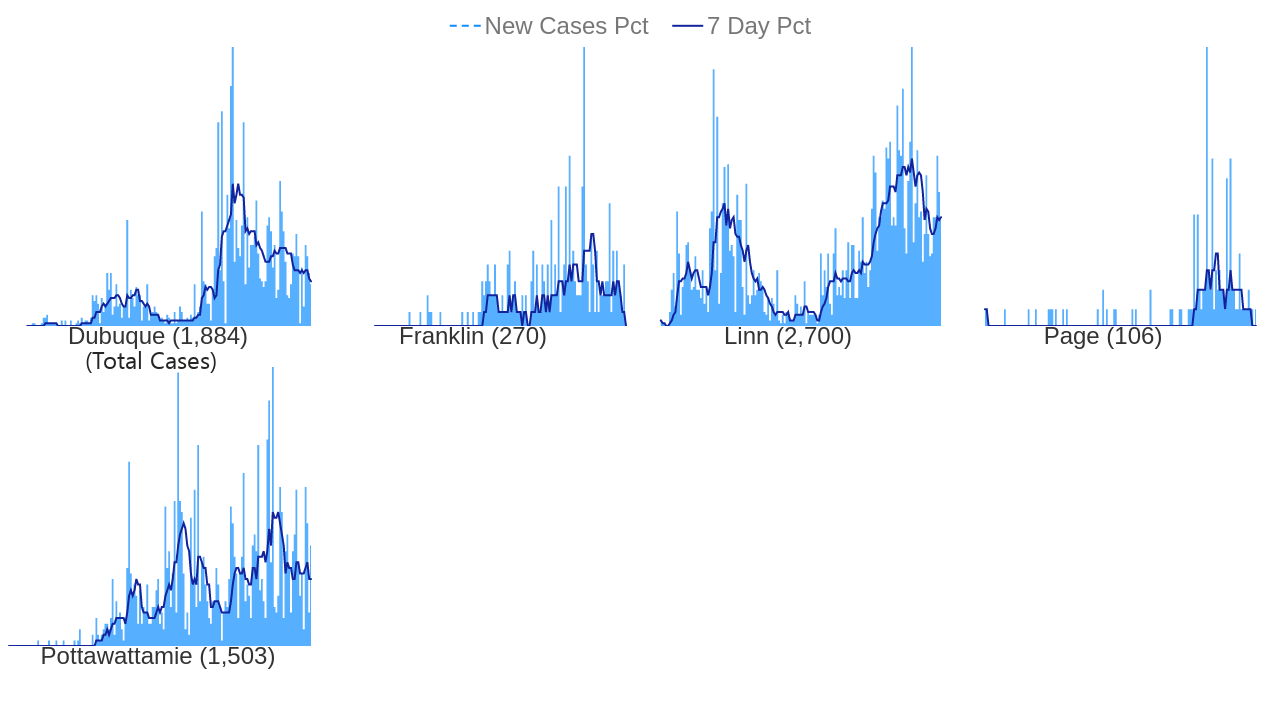 New Cases Pct 7 Day Pct
Dubuque (1,884)
(Total Cases)
Franklin (270)
Linn (2,700)
Page (106)
Pottawattamie (1,503)